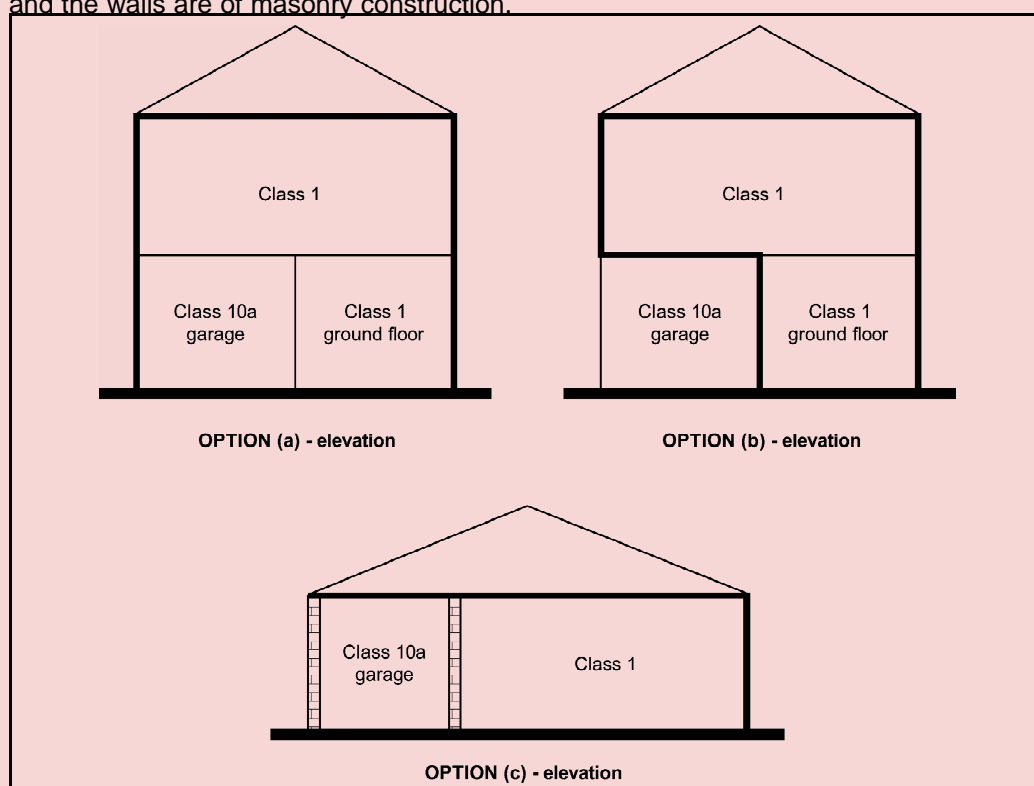 and the walls are of masonry construction.
Class 1
Class 10a
garage
Class 1
ground floor
OPTION (a) - elevation
Class 1
Class 10a
garage
Class 1
ground floor
OPTION (b) - elevation
Class 10a
garage
Class 1
OPTION (c) - elevation